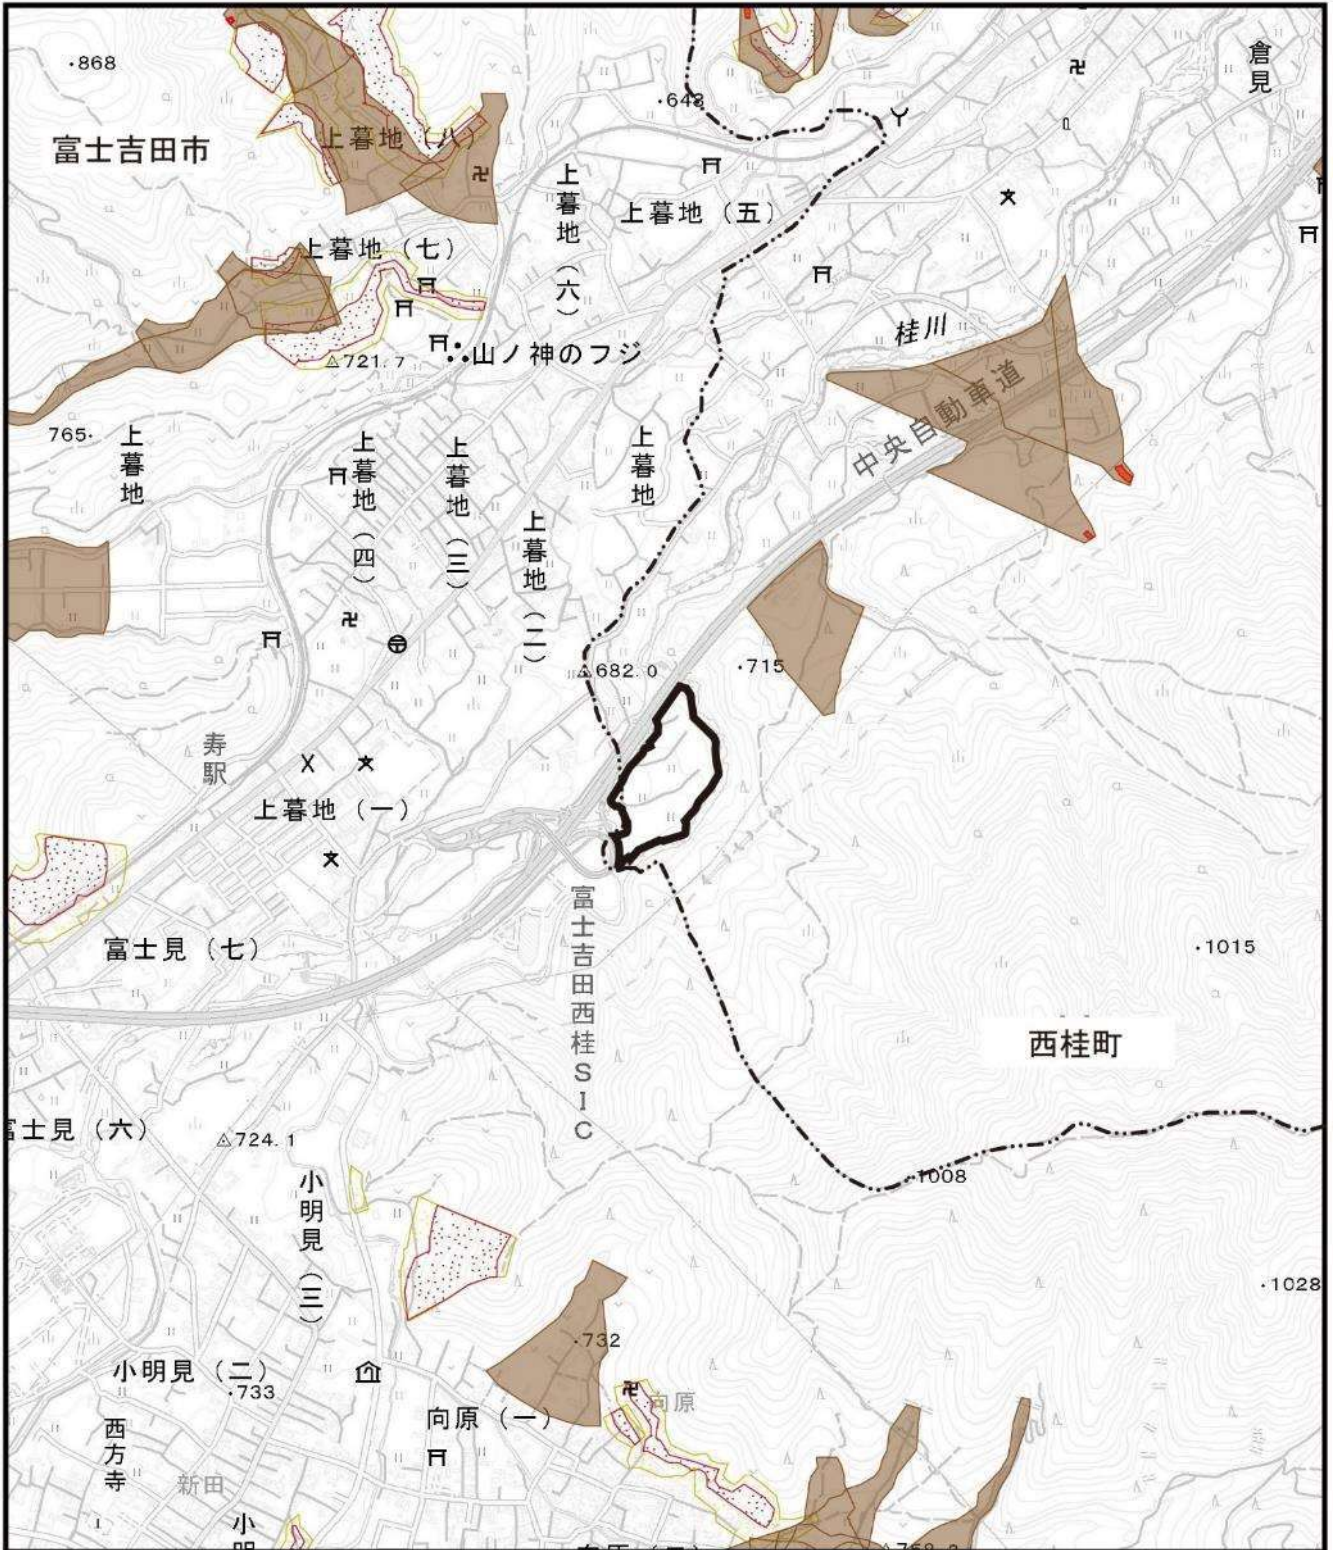 ・868
倉見
・648
富士吉田市
上暮地（八）
上暮地（六）
上暮地（五）
上暮地（七）
桂川
山ノ神のフジ
△721.7
中央自動車道
765・
上暮地
上暮地（四）
上暮地（三）
上暮地
上暮地（二）
△682.0
・715
寿駅
上暮地（一）
富士吉田西桂SIC
富士見（七）
・1015
西桂町
富士見（六）
△724.1
・1008
小明見（三）
・1028
・732
小明見（二）
・733
向原
向原（一）
西方寺
新田
小明